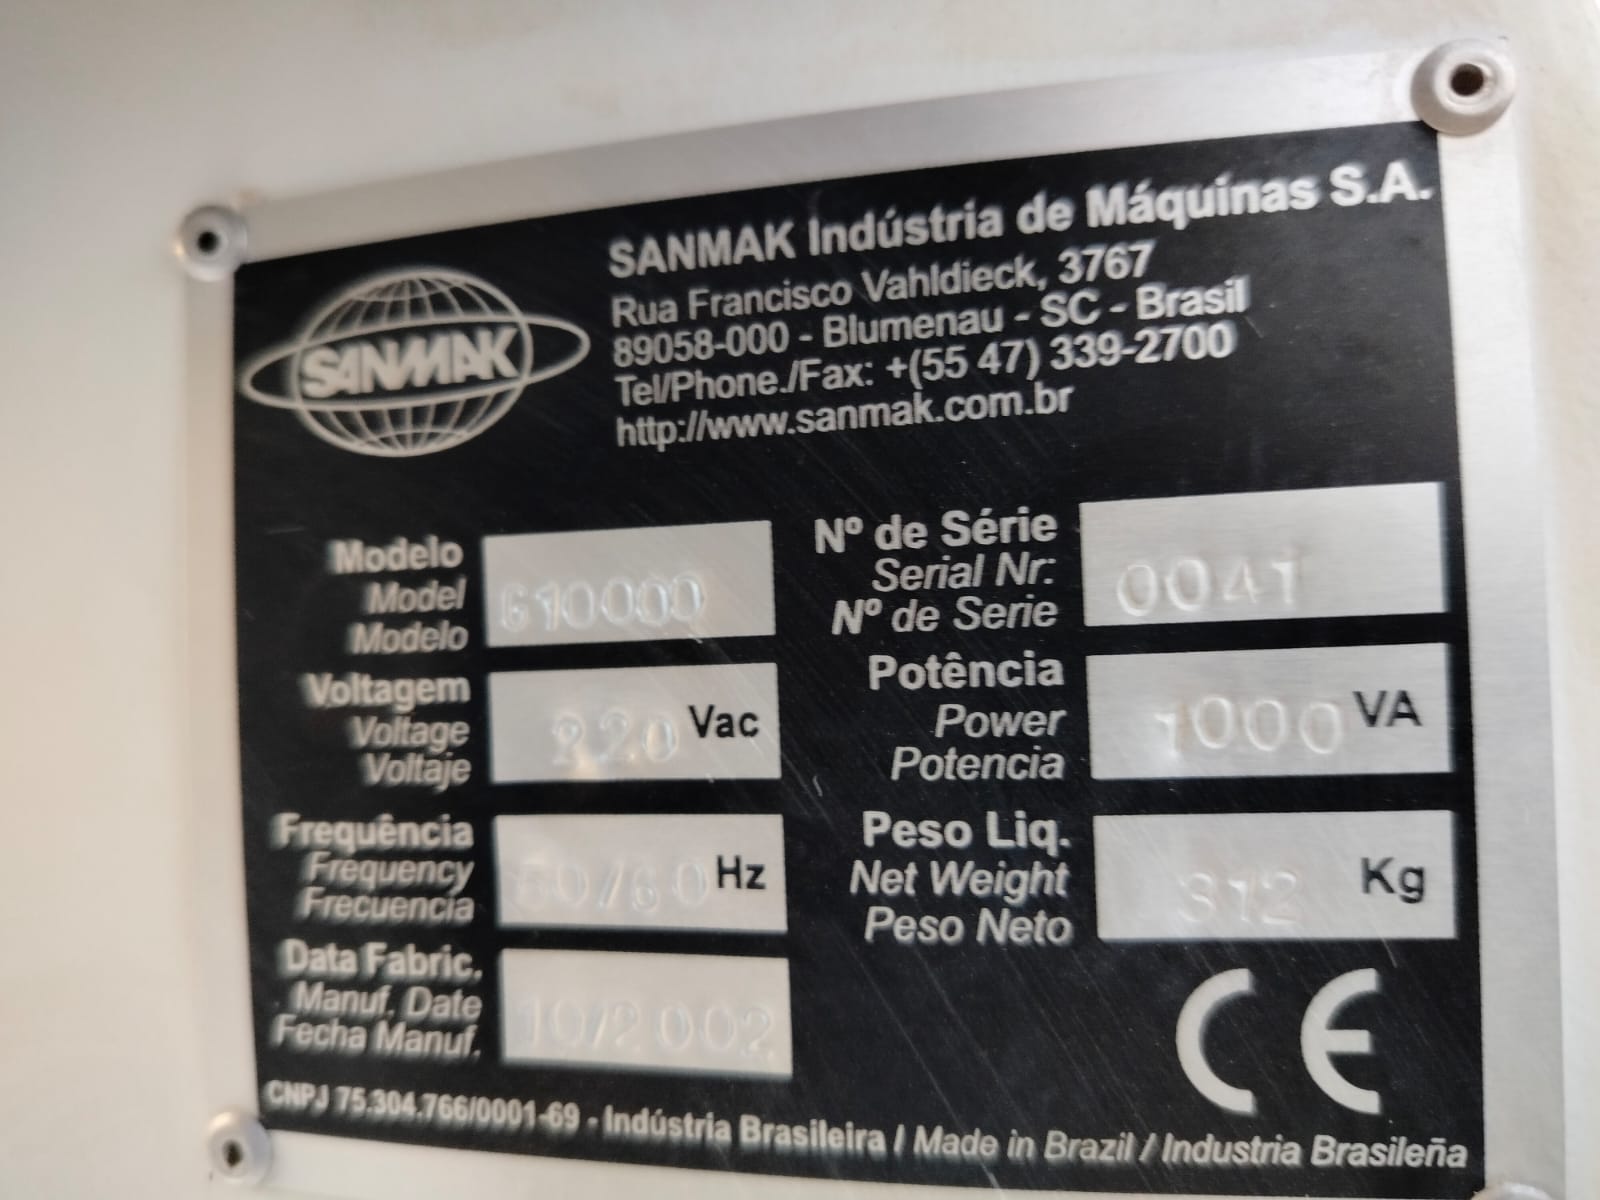 SANMAK Indústria de Máquinas S.A.
Rua Francisco Vahldieck, 3767
89058-000 - Blumenau - SC - Brasil
Tel/Phone./Fax: +(55 47) 339-2700
http://www.sanmak.com.br
SANMAK
Modelo
Model
Modelo
G10000
Nº de Série
Serial Nr:
Nº de Serie
0041
Voltagem
Voltage
Voltaje
220 Vac
Potência
Power
Potencia
1000 VA
Frequência
Frequency
Frecuencia
50/60 Hz
Peso Liq.
Net Weight
Peso Neto
312 Kg
Data Fabric.
Manuf. Date
Fecha Manuf.
10/2002
CE
CNPJ 75.304.766/0001-69 - Indústria Brasileira / Made in Brazil / Industria Brasileña